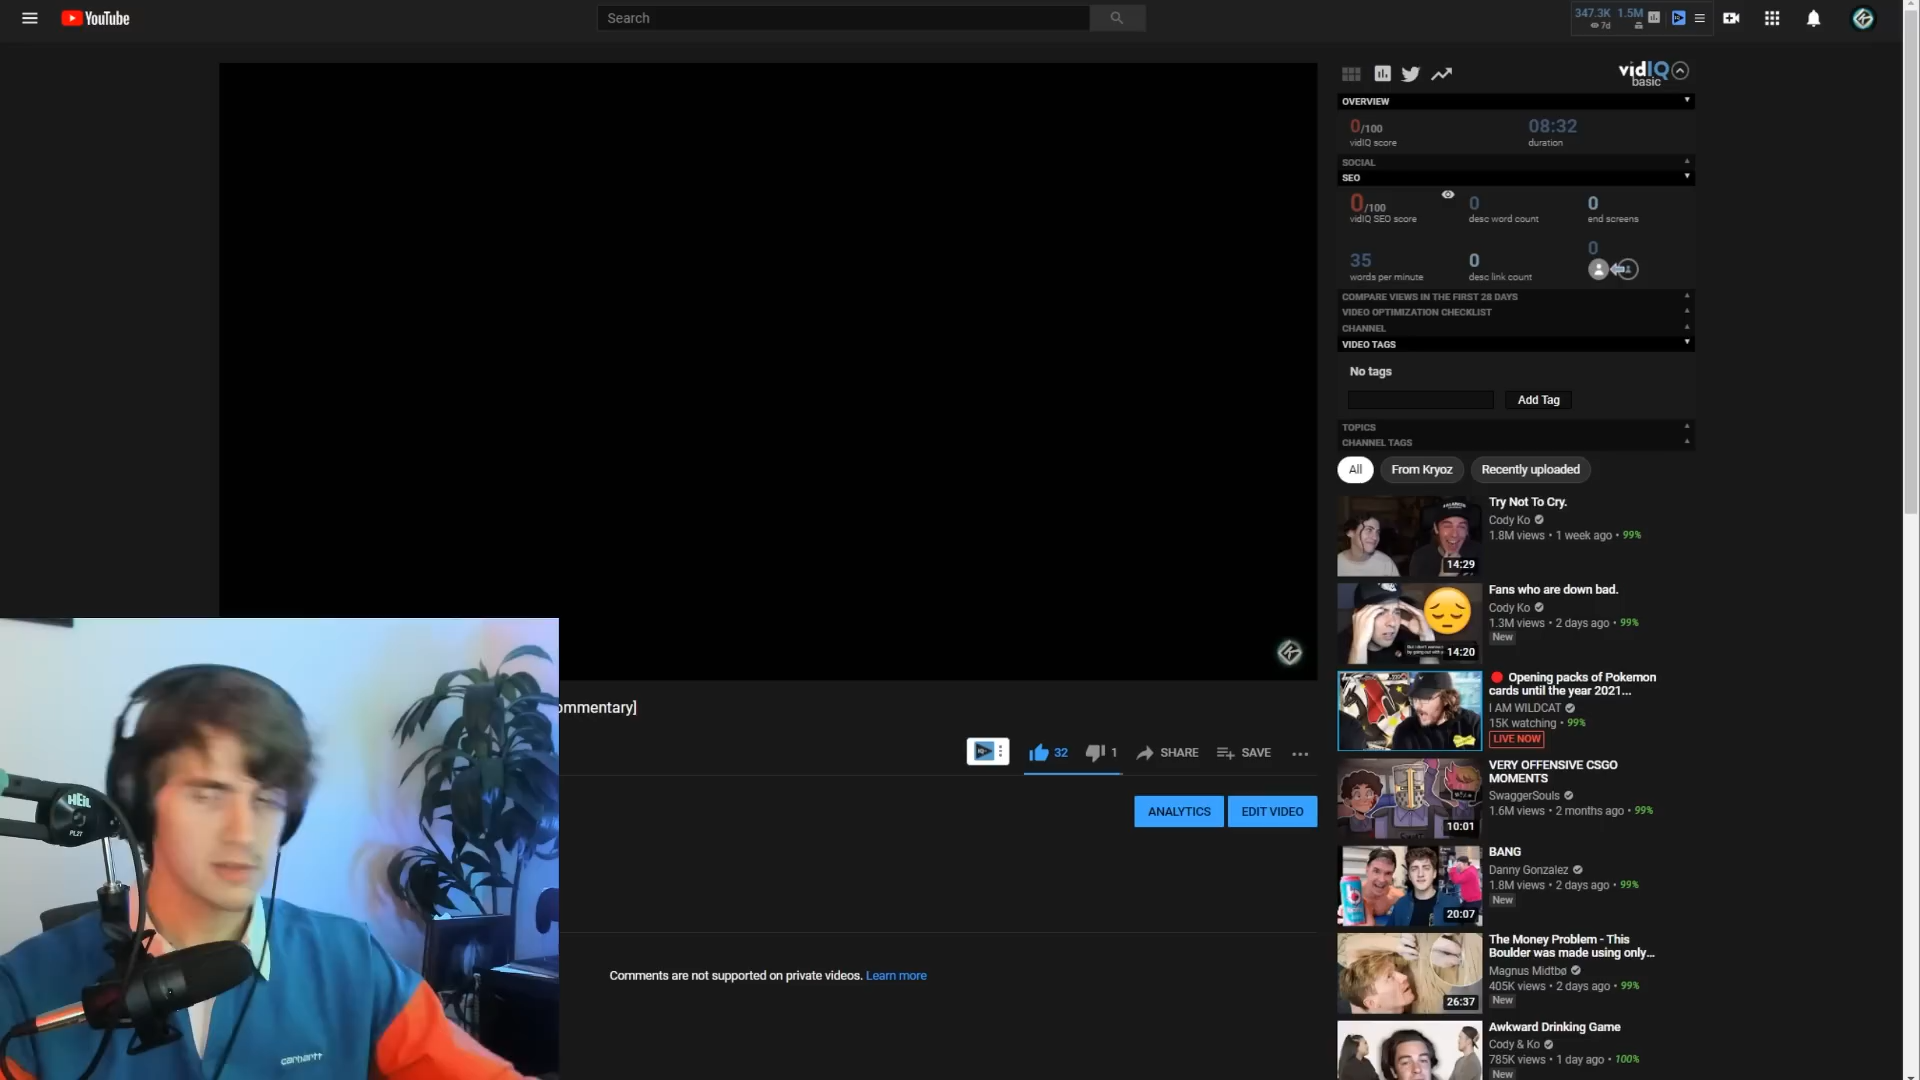 YouTube
Search
347.3K 1.5M
7d
vidIQ
basic
OVERVIEW
0/100
vidIQ score
08:32
duration
SOCIAL
SEO
0/100
vidIQ SEO score
0
desc word count
0
end screens
35
words per minute
0
desc link count
0
COMPARE VIEWS IN THE FIRST 28 DAYS
VIDEO OPTIMIZATION CHECKLIST
CHANNEL
VIDEO TAGS
No tags
Add Tag
TOPICS
CHANNEL TAGS
All
From Kryoz
Recently uploaded
Try Not To Cry.
Cody Ko
1.8M views • 1 week ago • 99%
14:29
Fans who are down bad.
Cody Ko
1.3M views • 2 days ago • 99%
New
14:20
Opening packs of Pokemon
cards until the year 2021...
I AM WILDCAT
15K watching • 99%
LIVE NOW
VERY OFFENSIVE CSGO
MOMENTS
SwaggerSouls
1.6M views • 2 months ago • 99%
10:01
BANG
Danny Gonzalez
1.8M views • 2 days ago • 99%
New
20:07
The Money Problem - This
Boulder was made using only...
Magnus Midtbø
405K views • 2 days ago • 99%
New
26:37
Awkward Drinking Game
Cody & Ko
785K views • 1 day ago • 100%
New
ommentary]
32
1
SHARE
SAVE
ANALYTICS
EDIT VIDEO
Comments are not supported on private videos. Learn more
HEIL
PL2T
carhartt